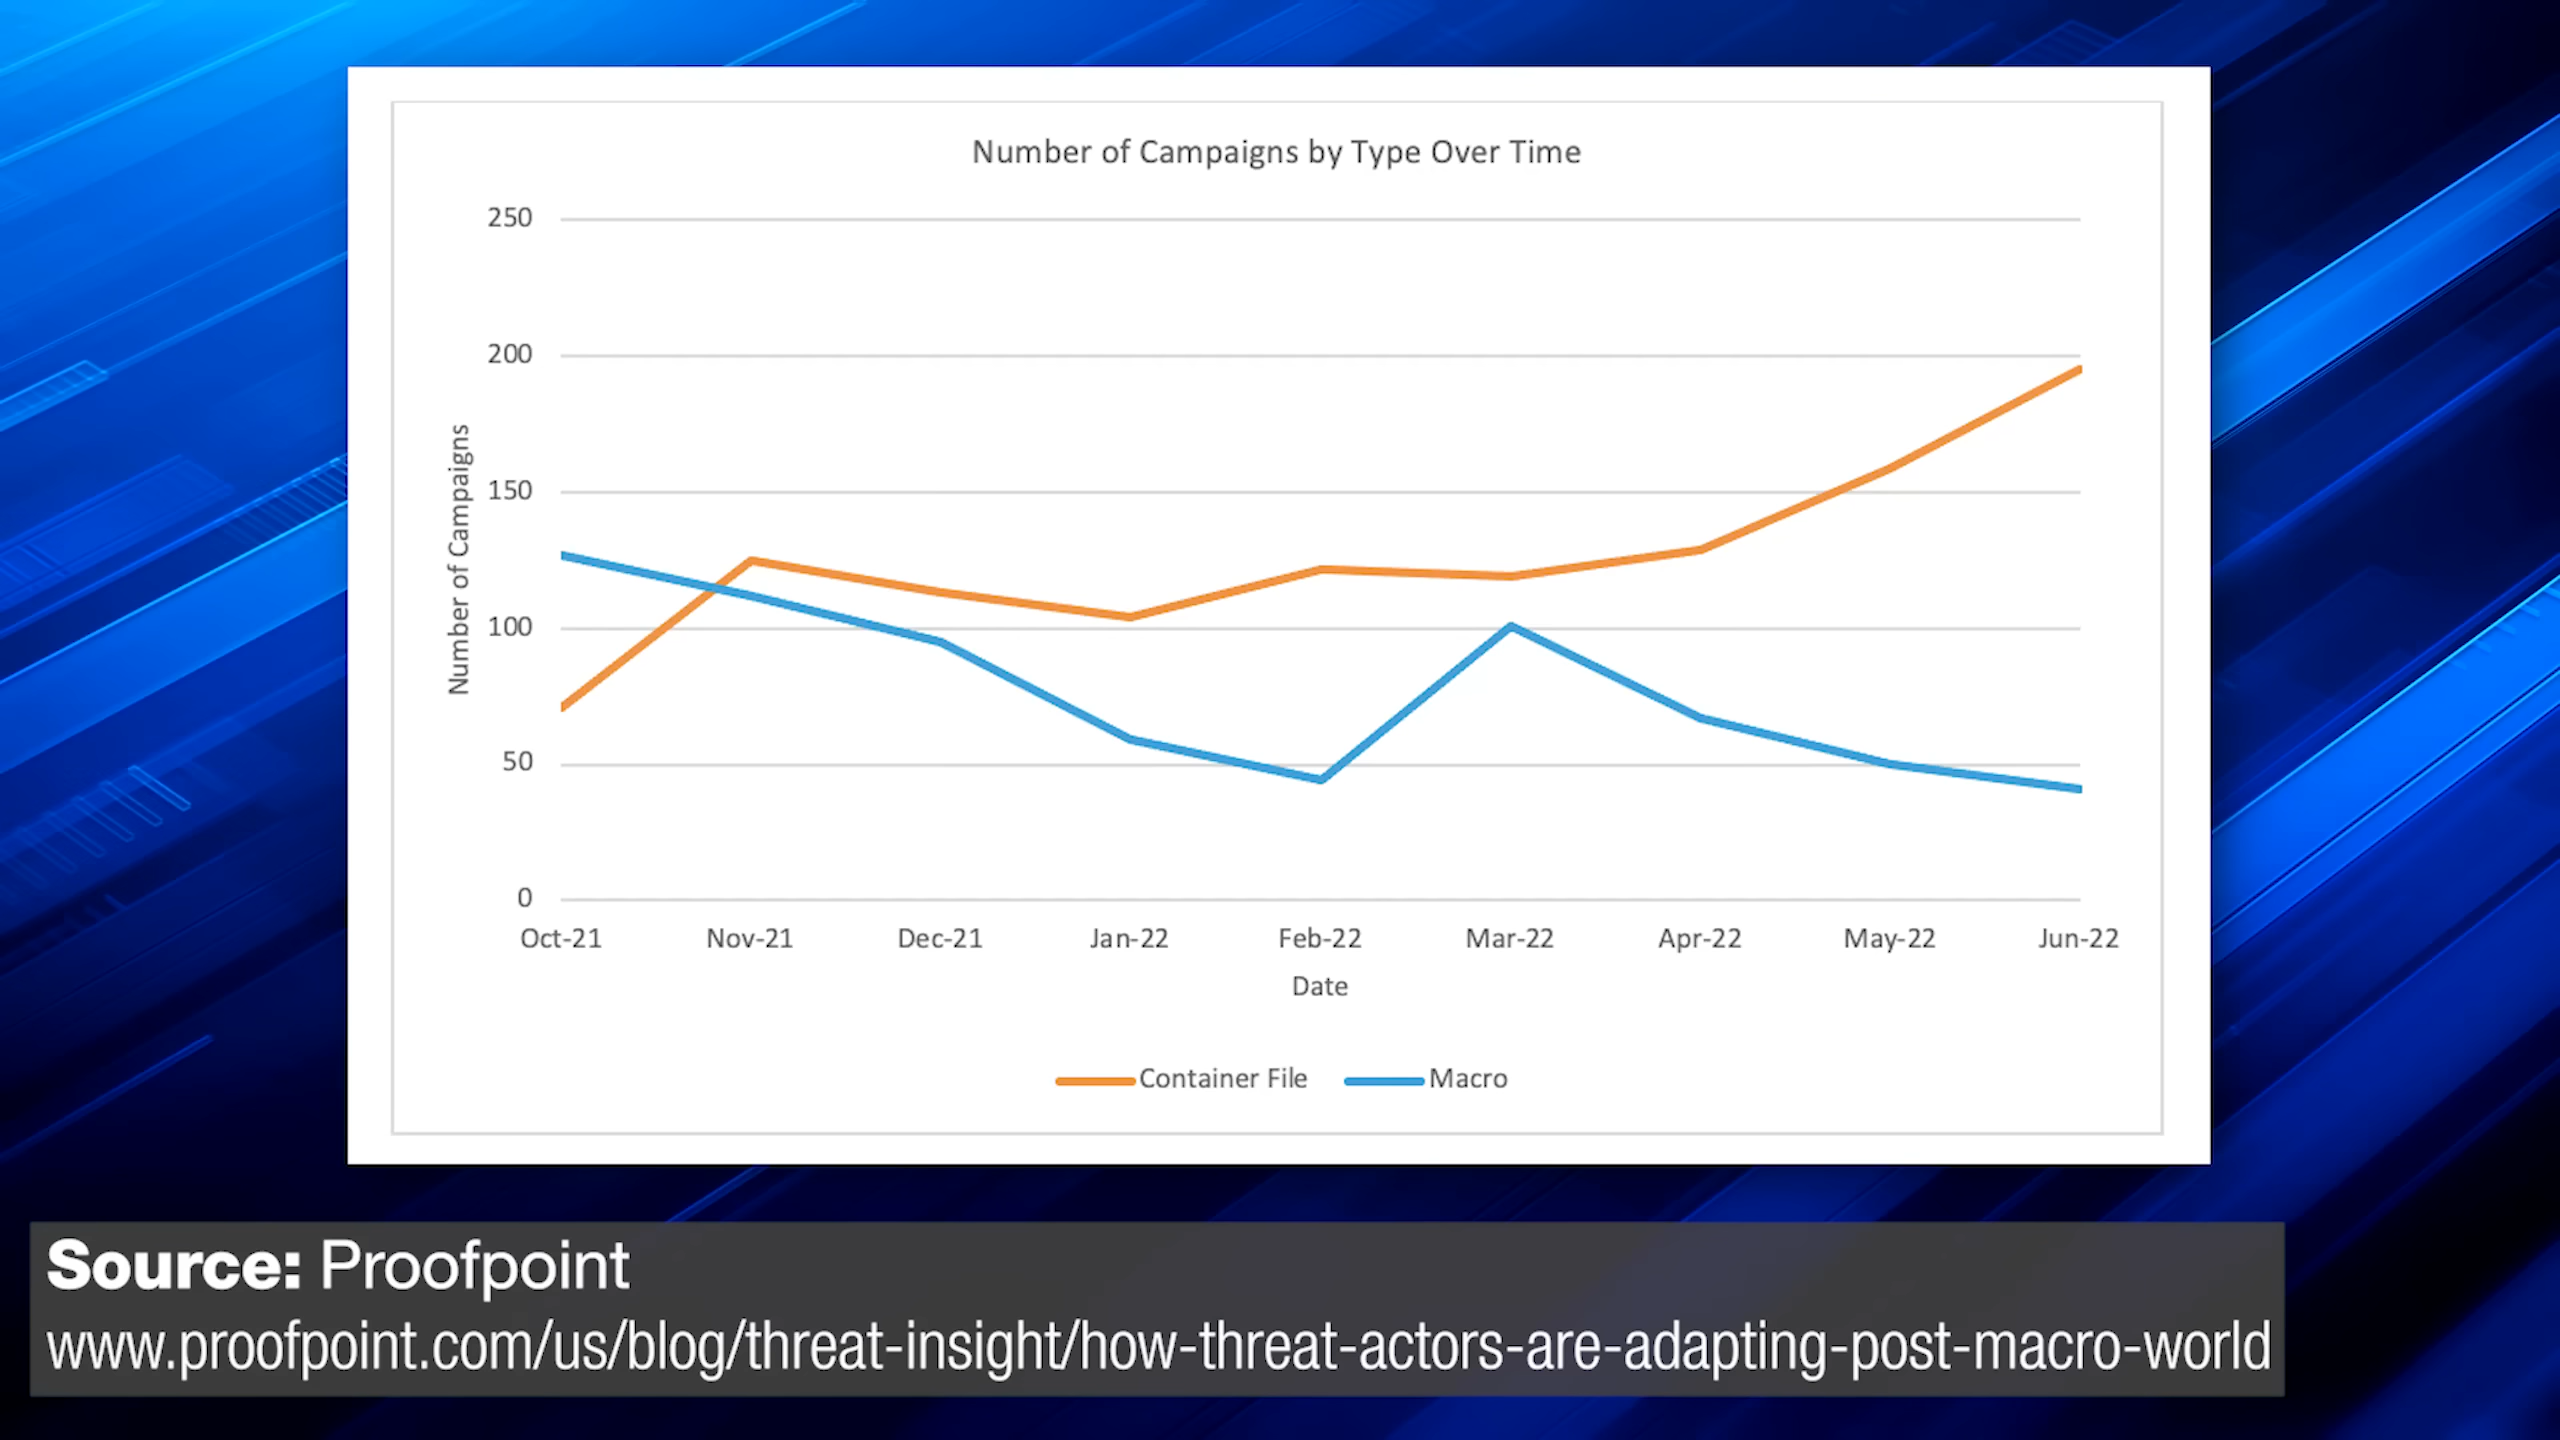 Number of Campaigns by Type Over Time
250
200
150
100
50
0
Number of Campaigns
Oct-21 Nov-21 Dec-21 Jan-22 Feb-22 Mar-22 Apr-22 May-22 Jun-22
Date
Container File Macro
Source: Proofpoint
www.proofpoint.com/us/blog/threat-insight/how-threat-actors-are-adapting-post-macro-world